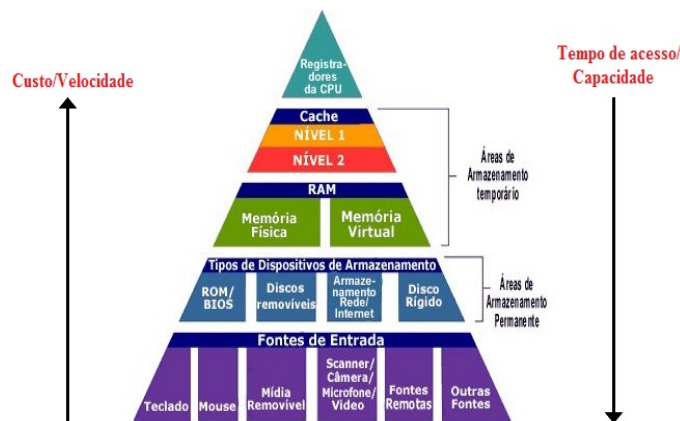 Registra-
dores
da CPU
Custo/Velocidade
Tempo de acesso/
Capacidade
Cache
NÍVEL 1
NÍVEL 2
Áreas de
Armazenamento
temporário
RAM
Memória
Física
Memória
Virtual
Tipos de Dispositivos de Armazenamento
ROM/
BIOS
Discos
removíveis
Armaze-
namento
Rede/
Internet
Disco
Rígido
Áreas de
Armazenamento
Permanente
Fontes de Entrada
Teclado
Mouse
Mídia
Removível
Scanner/
Câmera/
Microfone/
Video
Fontes
Remotas
Outras
Fontes